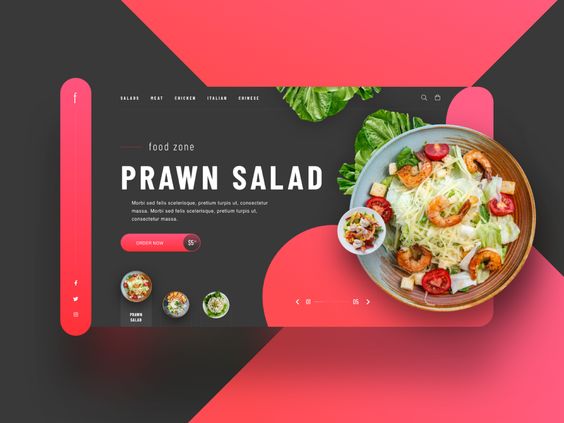 f
SALADS MEAT CHICKEN ITALIAN CHINESE
food zone
PRAWN SALAD
Morbi sed felis scelerisque, pretium turpis ut, consectetur
massa. Morbi sed felis scelerisque, pretium turpis ut,
consectetur massa.
ORDER NOW
$5
PRAWN
SALAD
01
05